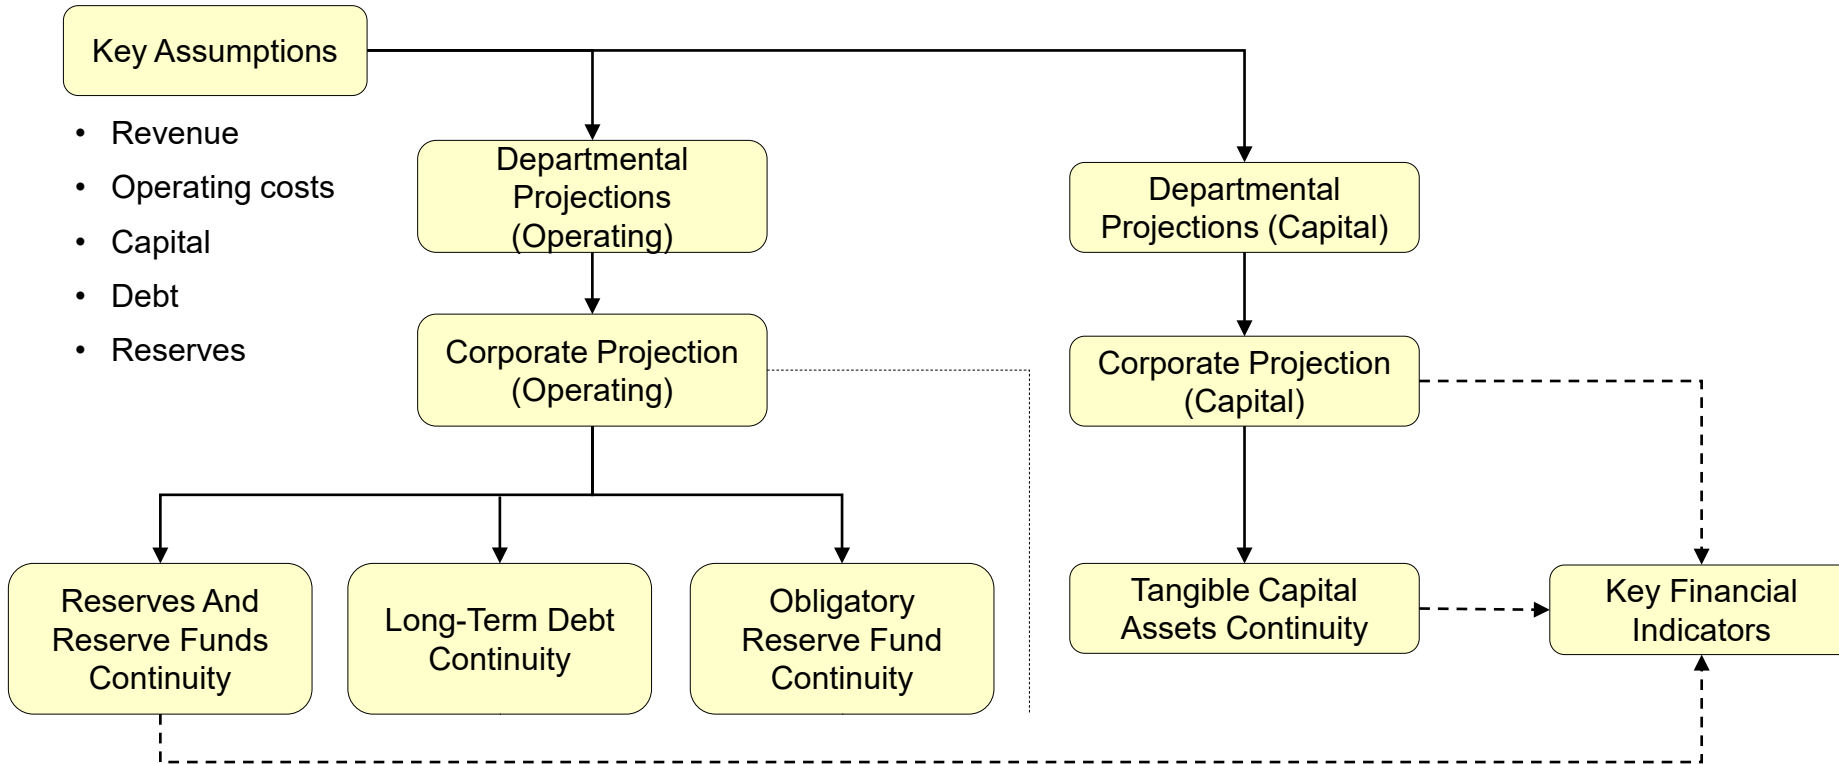 Key Assumptions
• Revenue
• Operating costs
• Capital
• Debt
• Reserves
Departmental
Projections
(Operating)
Corporate Projection
(Operating)
Departmental
Projections (Capital)
Corporate Projection
(Capital)
Reserves And
Reserve Funds
Continuity
Long-Term Debt
Continuity
Obligatory
Reserve Fund
Continuity
Tangible Capital
Assets Continuity
Key Financial
Indicators